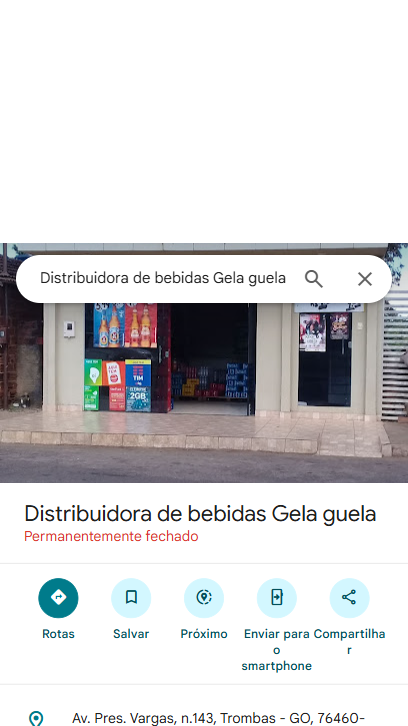 Distribuidora de bebidas Gela guela
TIM
2GB
Distribuidora de bebidas Gela guela
Permanentemente fechado
Rotas
Salvar
Próximo
Enviar para
o
smartphone
Compartilha
r
Av. Pres. Vargas, n.143, Trombas - GO, 76460-